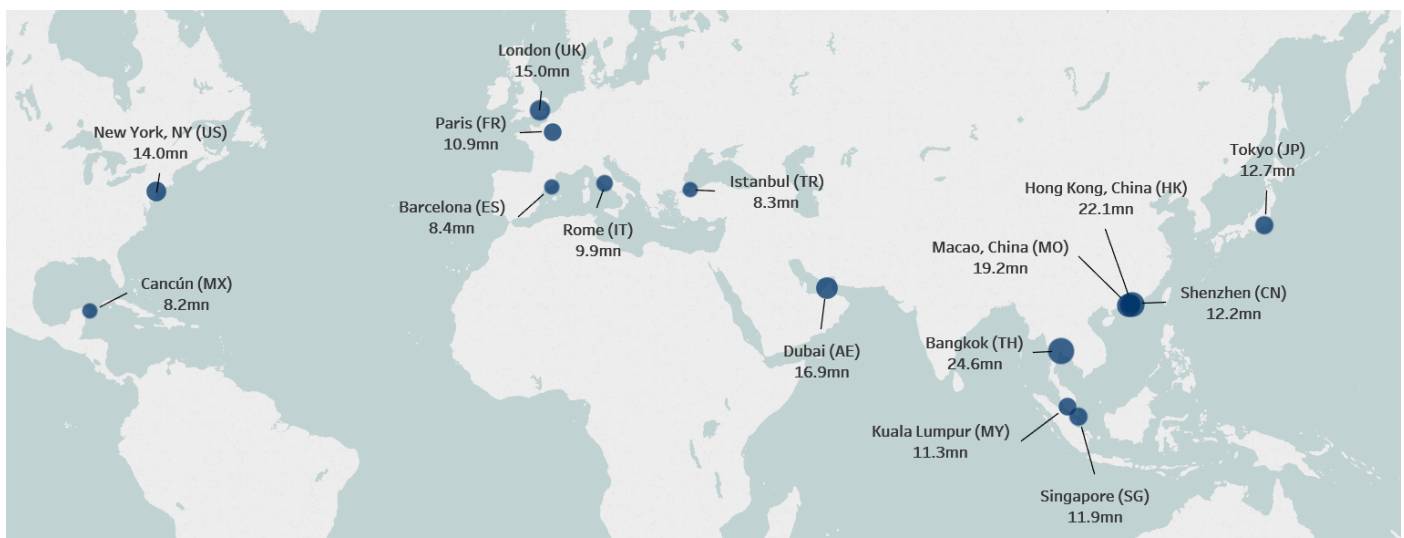 London (UK)
15.0mn
Paris (FR)
10.9mn
New York, NY (US)
14.0mn
Tokyo (JP)
12.7mn
Istanbul (TR)
8.3mn
Hong Kong, China (HK)
22.1mn
Barcelona (ES)
8.4mn
Rome (IT)
9.9mn
Macao, China (MO)
19.2mn
Cancún (MX)
8.2mn
Shenzhen (CN)
12.2mn
Dubai (AE)
16.9mn
Bangkok (TH)
24.6mn
Kuala Lumpur (MY)
11.3mn
Singapore (SG)
11.9mn